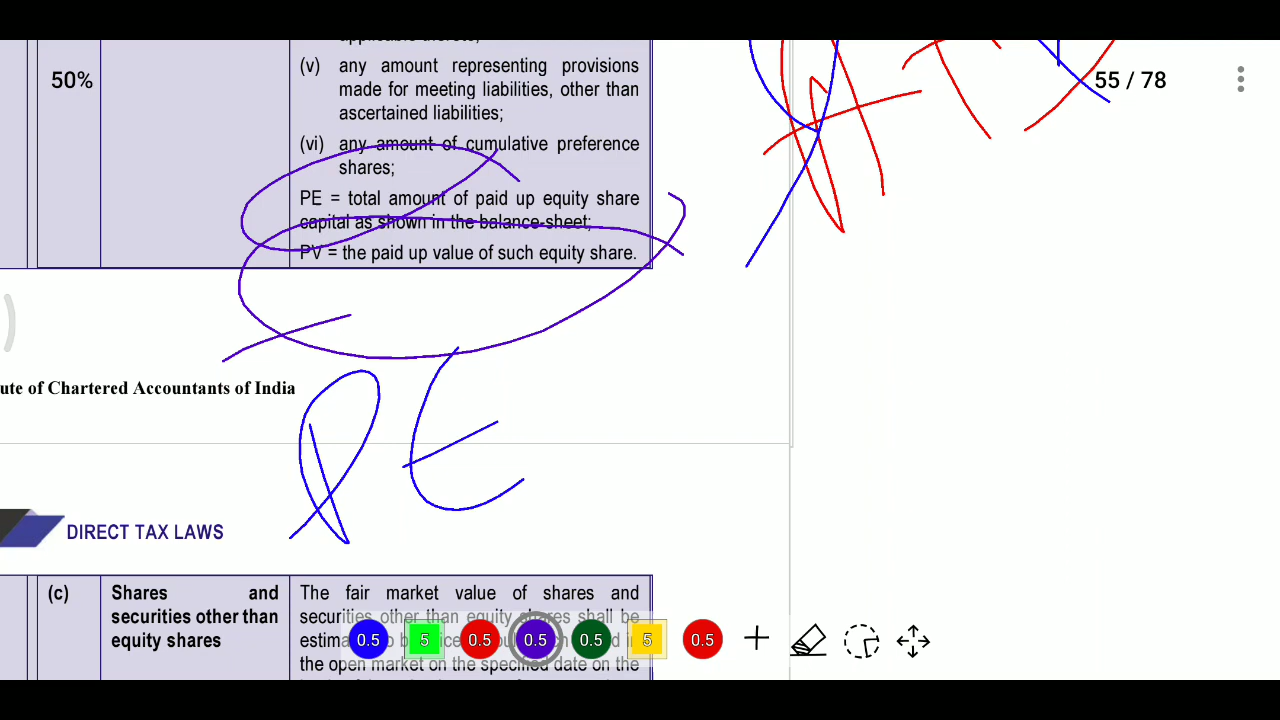 55 / 78
50%
(v) any amount representing provisions
made for meeting liabilities, other than
ascertained liabilities;
(vi) any amount of cumulative preference
shares;
PE = total amount of paid up equity share
capital as shown in the balance-sheet;
PV = the paid up value of such equity share.
ute of Chartered Accountants of India
PE
DIRECT TAX LAWS
(c) Shares and
securities other than
equity shares
The fair market value of shares and
securities other than equity shares shall be
the open market on the specified date on the
0.5 5 0.5 0.5 0.5 5 0.5